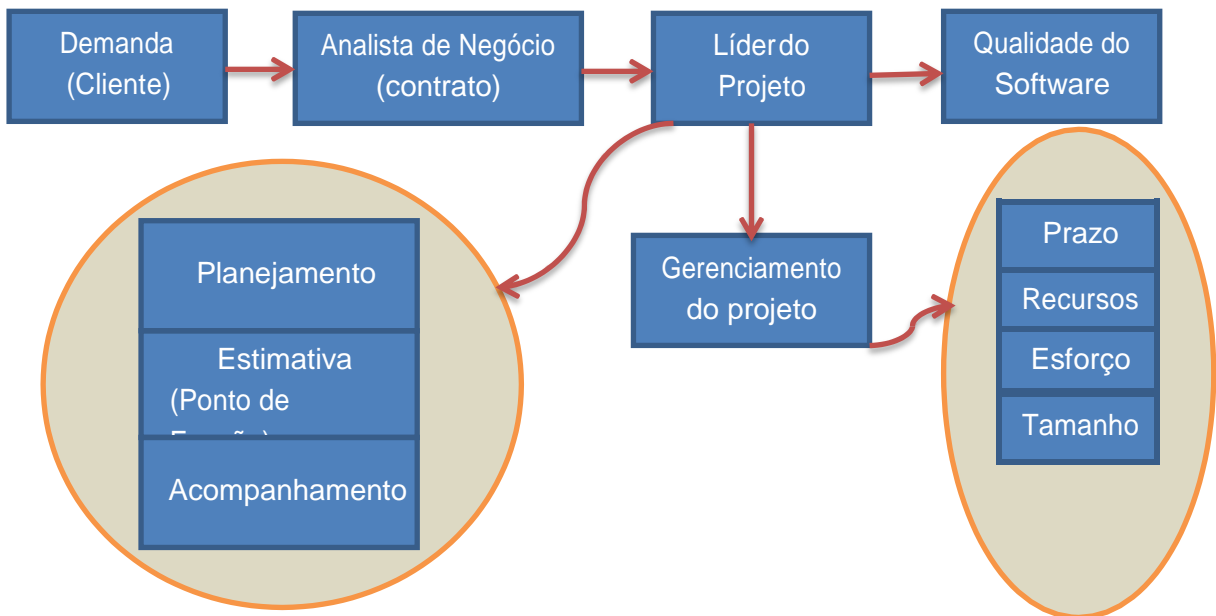 Demanda
(Cliente)
Analista de Negócio
(contrato)
Líder do
Projeto
Qualidade do
Software
Planejamento
Estimativa
(Ponto de
Gerenciamento
do projeto
Acompanhamento
Prazo
Recursos
Esforço
Tamanho